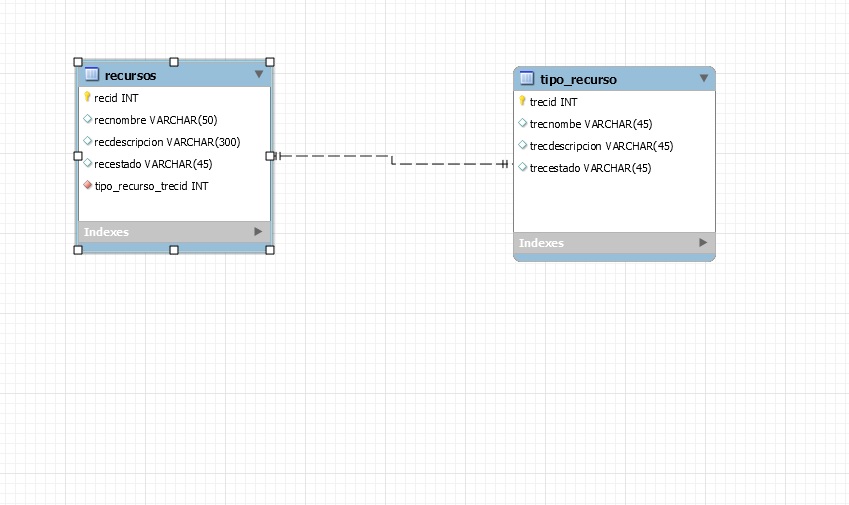 recursos
recid INT
recnombre VARCHAR(50)
recdescripcion VARCHAR(300)
recestado VARCHAR(45)
tipo_recurso_trecid INT
Indexes
tipo_recurso
trecid INT
trecnombe VARCHAR(45)
trecdescripcion VARCHAR(45)
trecestado VARCHAR(45)
Indexes